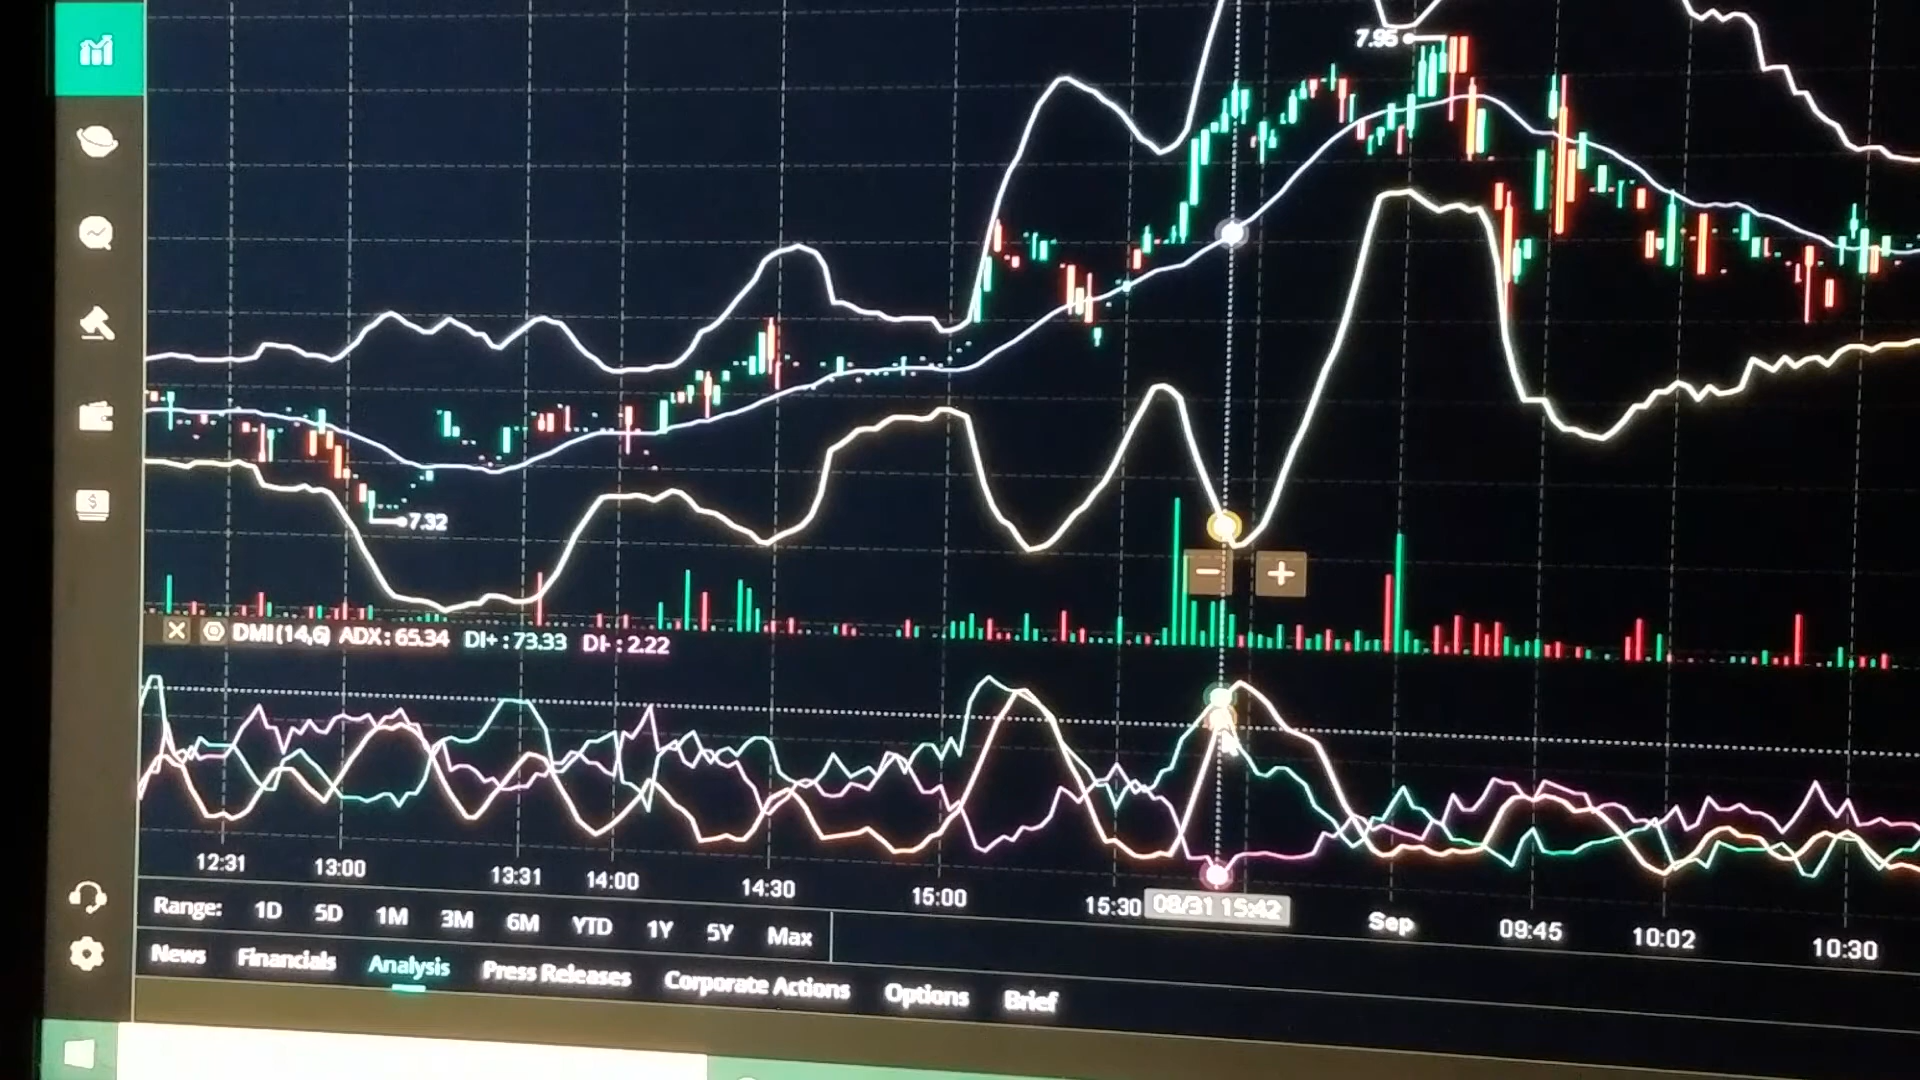 7.95
7.32
DMI(14,6) ADX: 65.34 DI+: 73.33 DI-: 2.22
12:31 13:00 13:31 14:00 14:30 15:00 15:30 08/31 15:42 Sep 09:45 10:02 10:30
Range: 1D 5D 1M 3M 6M YTD 1Y 5Y Max
News Financials Analysis Press Releases Corporate Actions Options Brief